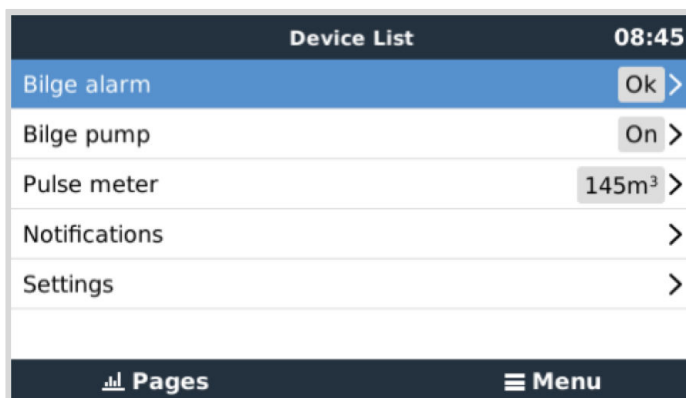 Device List 08:45
Bilge alarm Ok
Bilge pump On
Pulse meter 145m³
Notifications
Settings
Pages Menu